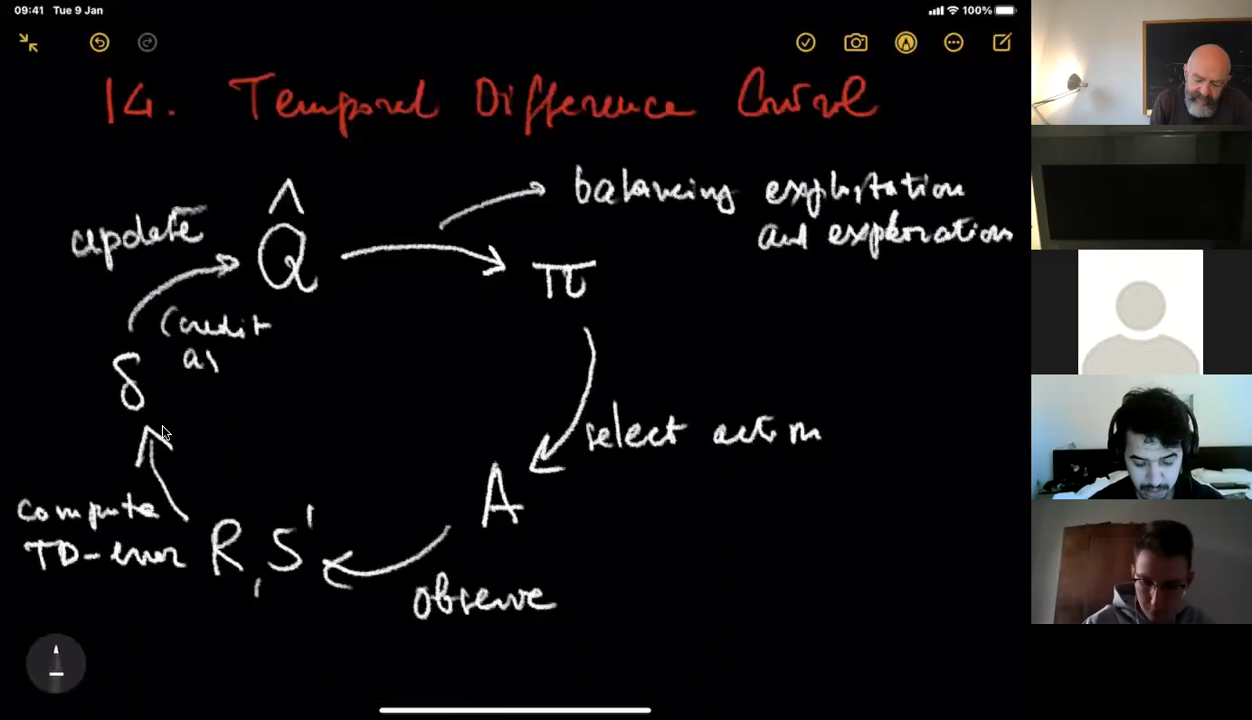 09:41 Tue 9 Jan
100%
14. Temporal Difference Control
balancing exploitation
and exploration
update
Q̂
π
(credit
as
δ
select action
A
compute
TD-error
R, S'
observe